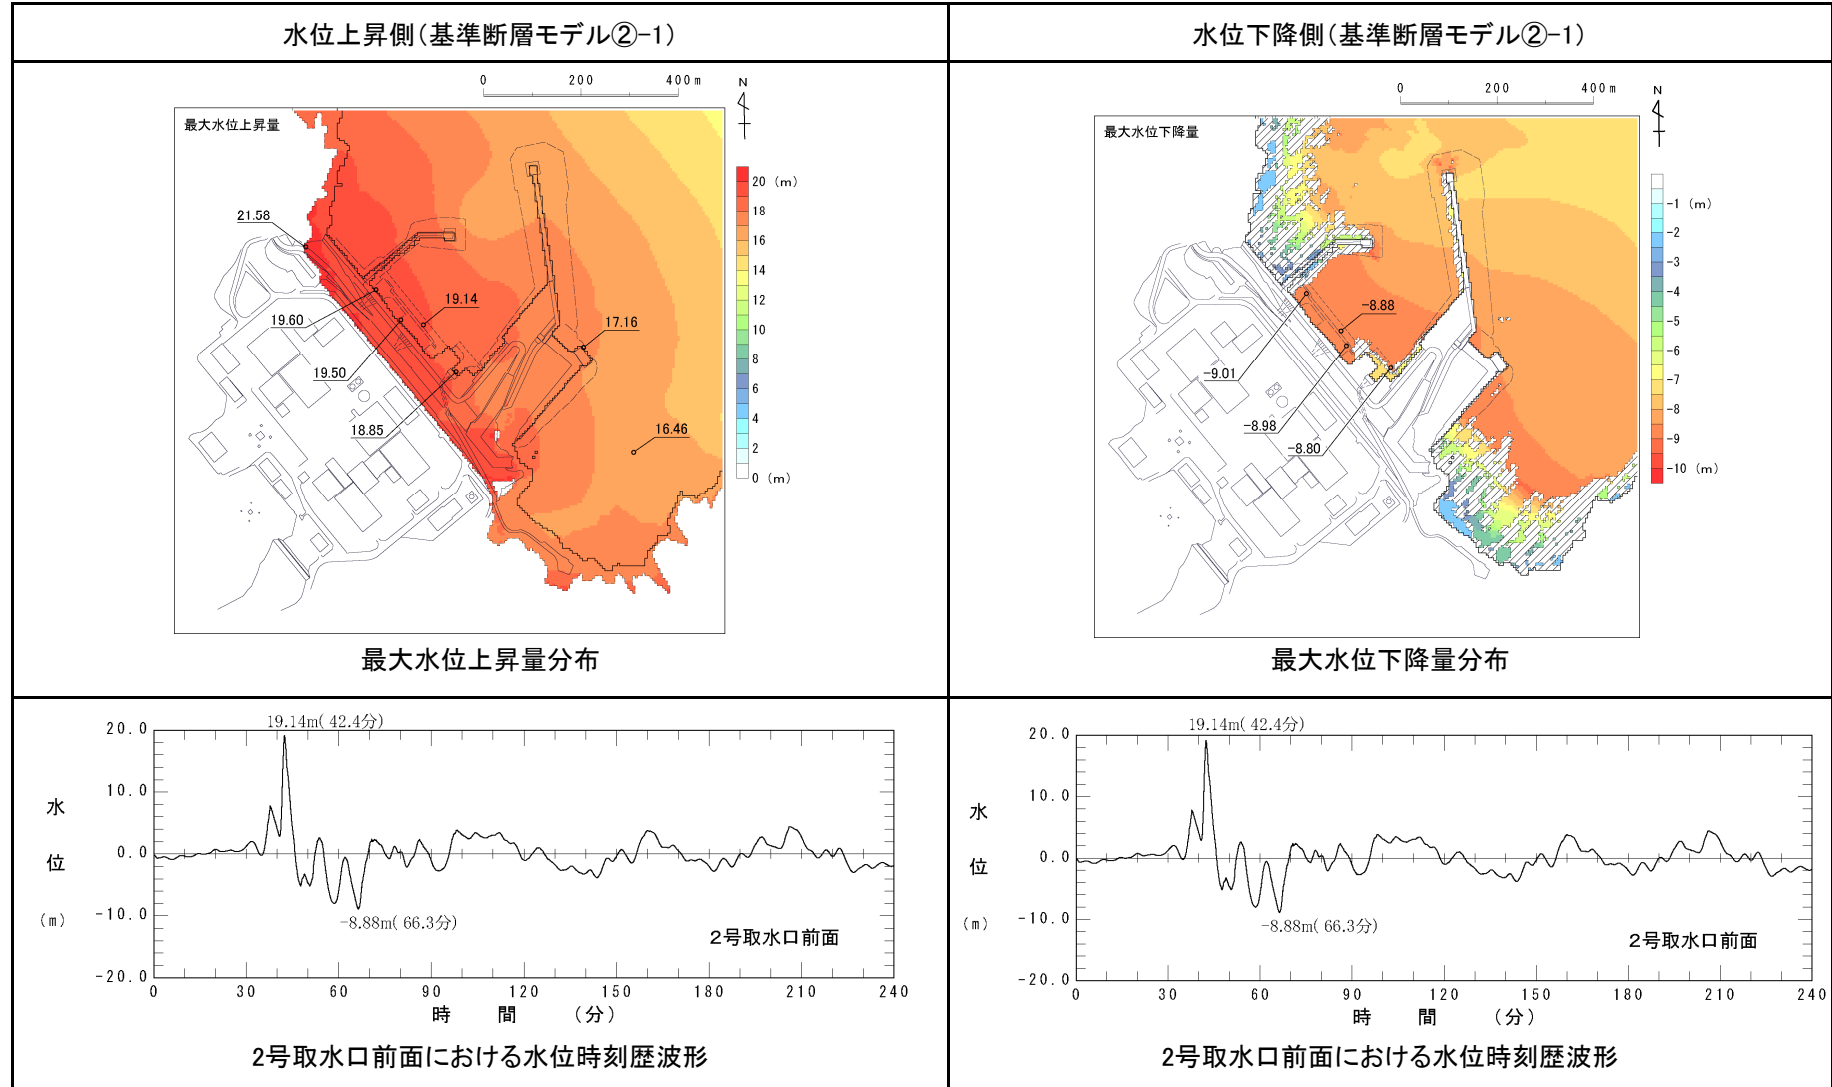 水位上昇側(基準断層モデル②-1)
水位下降側(基準断層モデル②-1)
0 200 400m
N
最大水位上昇量
21.58
19.60
19.14
19.50
18.85
17.16
16.46
20 (m)
18
16
14
12
10
8
6
4
2
0 (m)
最大水位上昇量分布
0 200 400m
N
最大水位下降量
-8.88
-9.01
-8.98
-8.80
-1 (m)
-2
-3
-4
-5
-6
-7
-8
-9
-10 (m)
最大水位下降量分布
19.14m( 42.4分)
20.0
10.0
0.0
-10.0
-20.0
水位(m)
-8.88m( 66.3分)
2号取水口前面
0 30 60 90 120 150 180 210 240
時 間 (分)
2号取水口前面における水位時刻歴波形
19.14m( 42.4分)
20.0
10.0
0.0
-10.0
-20.0
水位(m)
-8.88m( 66.3分)
2号取水口前面
0 30 60 90 120 150 180 210 240
時 間 (分)
2号取水口前面における水位時刻歴波形